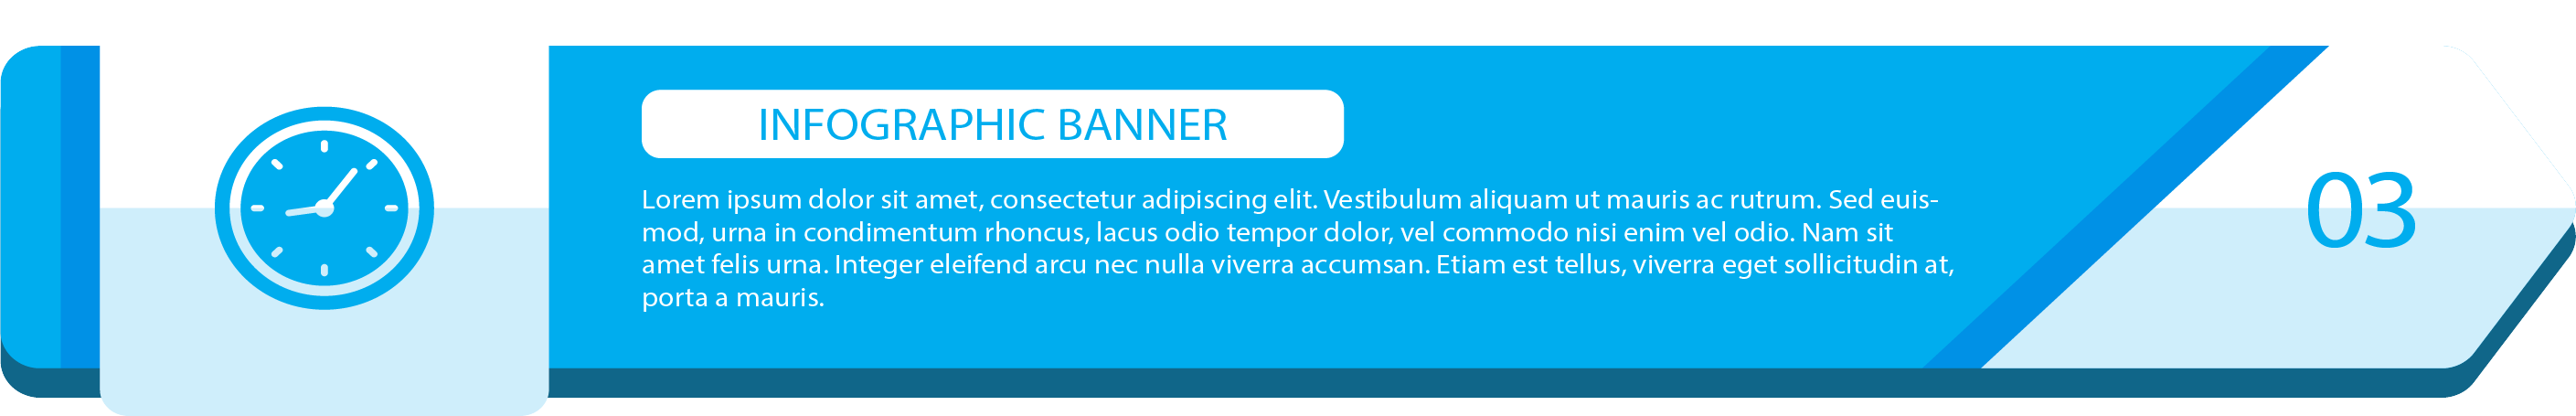 INFOGRAPHIC BANNER
Lorem ipsum dolor sit amet, consectetur adipiscing elit. Vestibulum aliquam ut mauris ac rutrum. Sed euis-
mod, urna in condimentum rhoncus, lacus odio tempor dolor, vel commodo nisi enim vel odio. Nam sit
amet felis urna. Integer eleifend arcu nec nulla viverra accumsan. Etiam est tellus, viverra eget sollicitudin at,
porta a mauris.
03